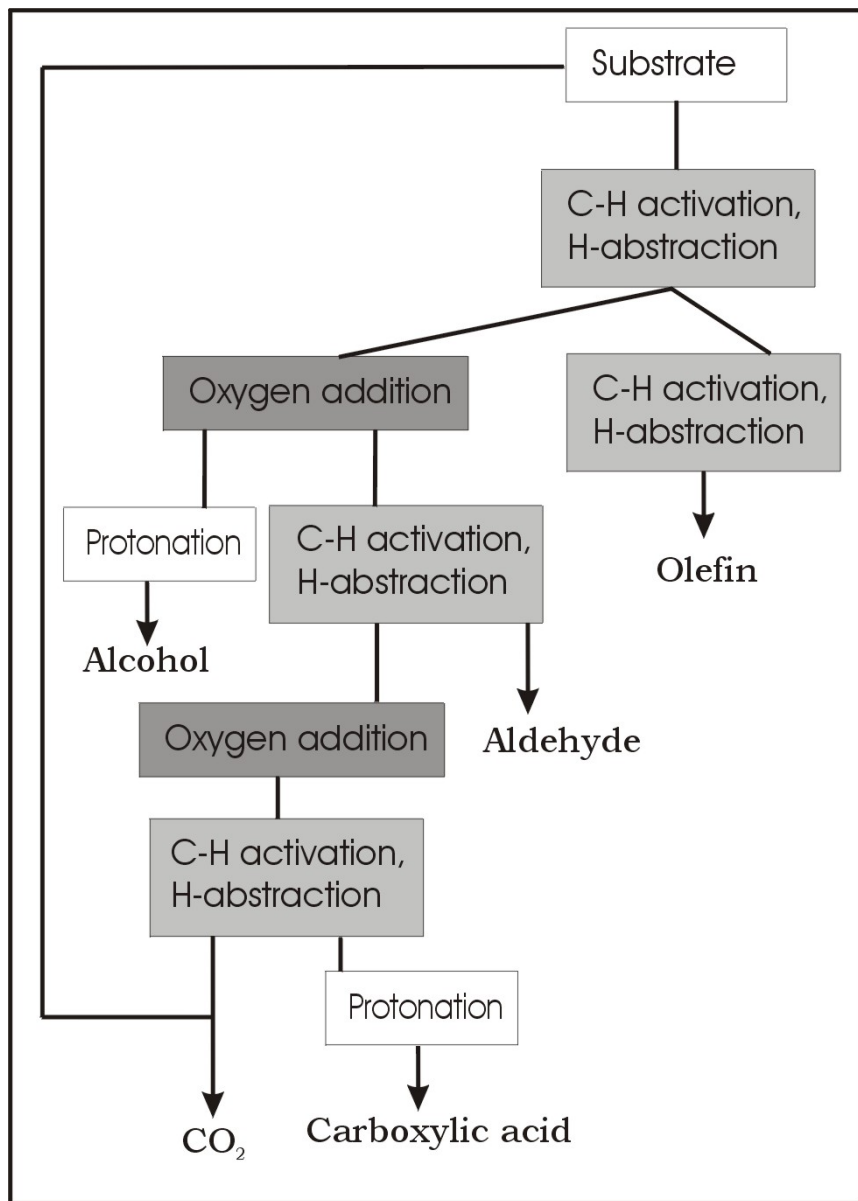 Substrate
C-H activation,
H-abstraction
Oxygen addition
C-H activation,
H-abstraction
Protonation
C-H activation,
H-abstraction
Olefin
Alcohol
Oxygen addition
Aldehyde
C-H activation,
H-abstraction
Protonation
CO₂
Carboxylic acid